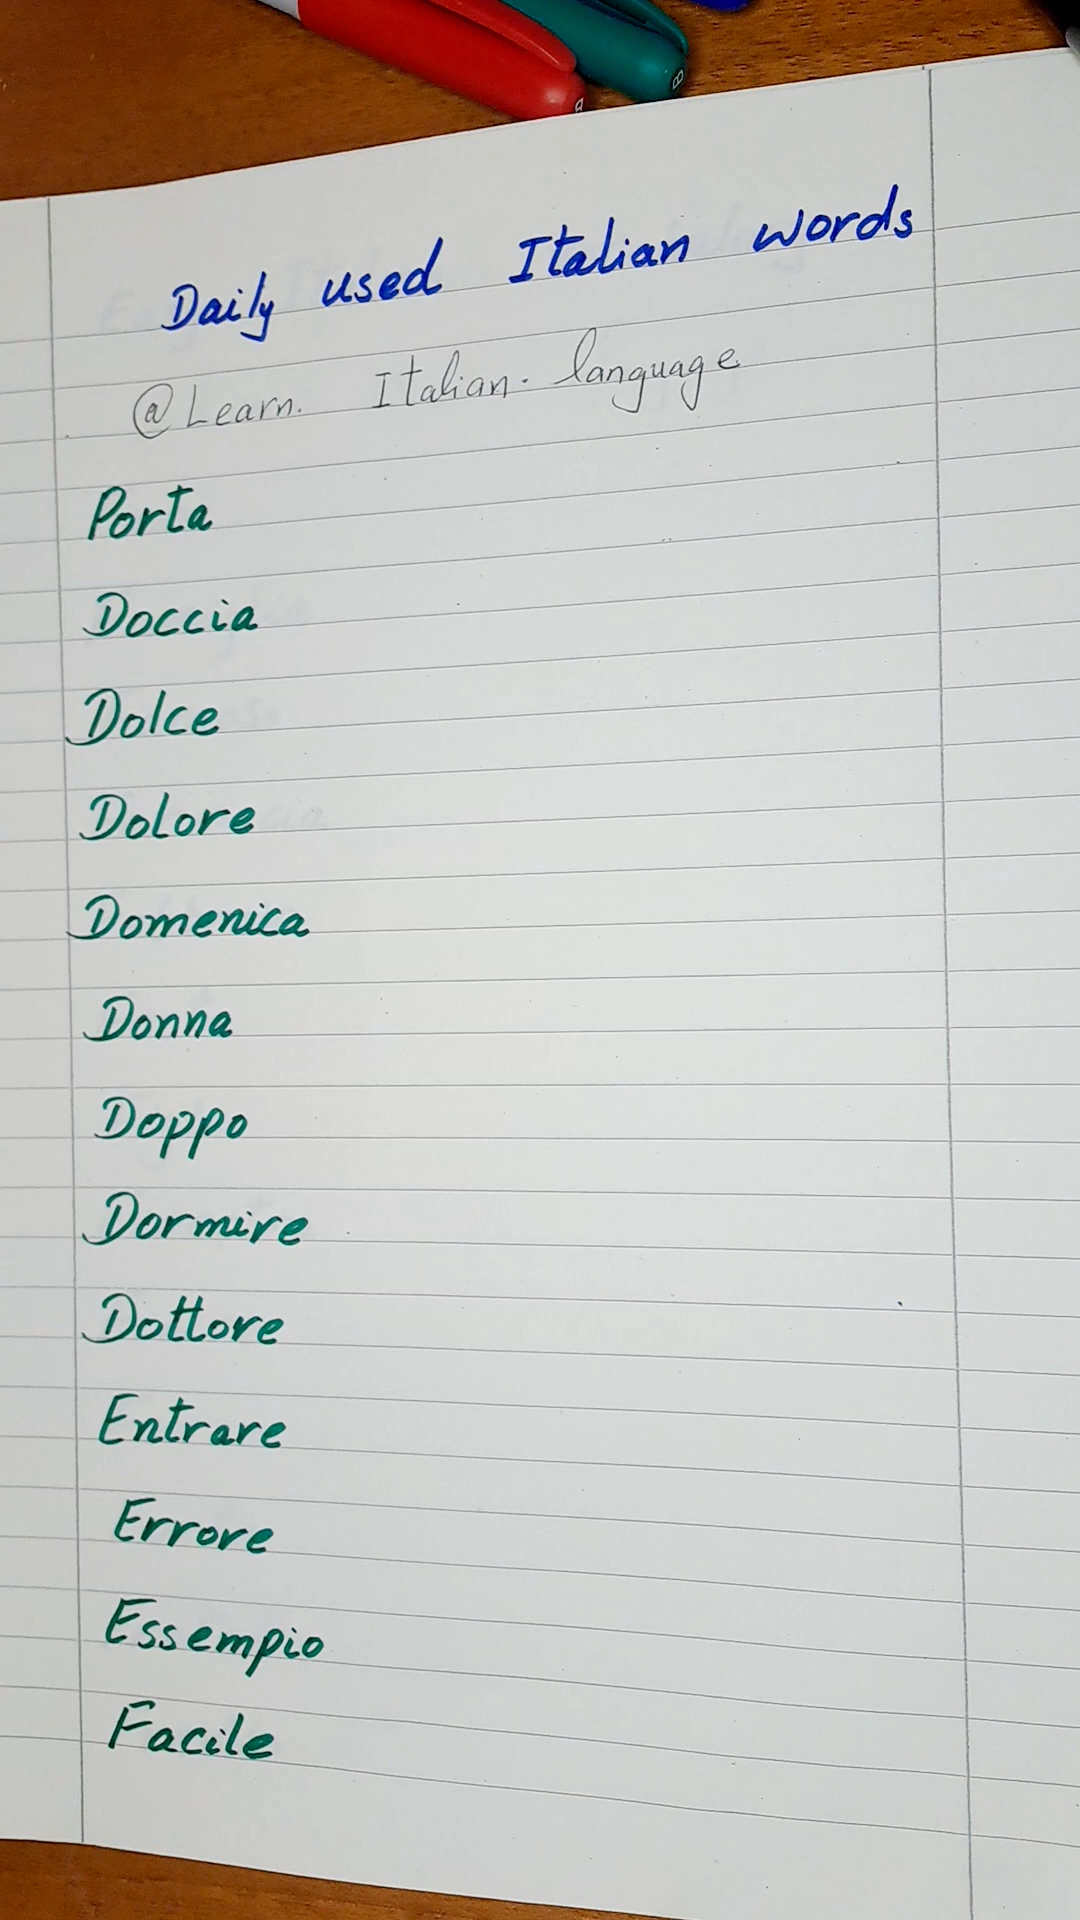 Daily used Italian words
@Learn. Italian. language
Porta
Doccia
Dolce
Dolore
Domenica
Donna
Doppo
Dormire
Dottore
Entrare
Errore
Essempio
Facile